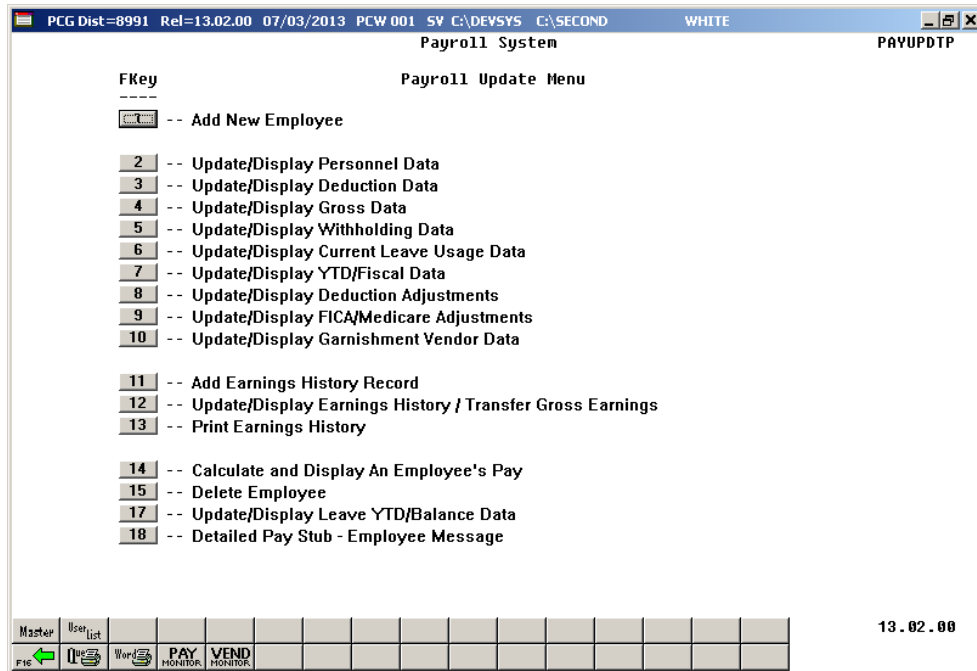 PCG Dist=8991 Rel=13.02.00 07/03/2013 PCW 001 SV C:\DEVSYS C:\SECOND WHITE
Payroll System PAYUPDTP
FKey Payroll Update Menu
----
1 -- Add New Employee
2 -- Update/Display Personnel Data
3 -- Update/Display Deduction Data
4 -- Update/Display Gross Data
5 -- Update/Display Withholding Data
6 -- Update/Display Current Leave Usage Data
7 -- Update/Display YTD/Fiscal Data
8 -- Update/Display Deduction Adjustments
9 -- Update/Display FICA/Medicare Adjustments
10 -- Update/Display Garnishment Vendor Data
11 -- Add Earnings History Record
12 -- Update/Display Earnings History / Transfer Gross Earnings
13 -- Print Earnings History
14 -- Calculate and Display An Employee's Pay
15 -- Delete Employee
17 -- Update/Display Leave YTD/Balance Data
18 -- Detailed Pay Stub - Employee Message
Master User List 13.02.00
F16 Que Word PAY MONITOR VEND MONITOR